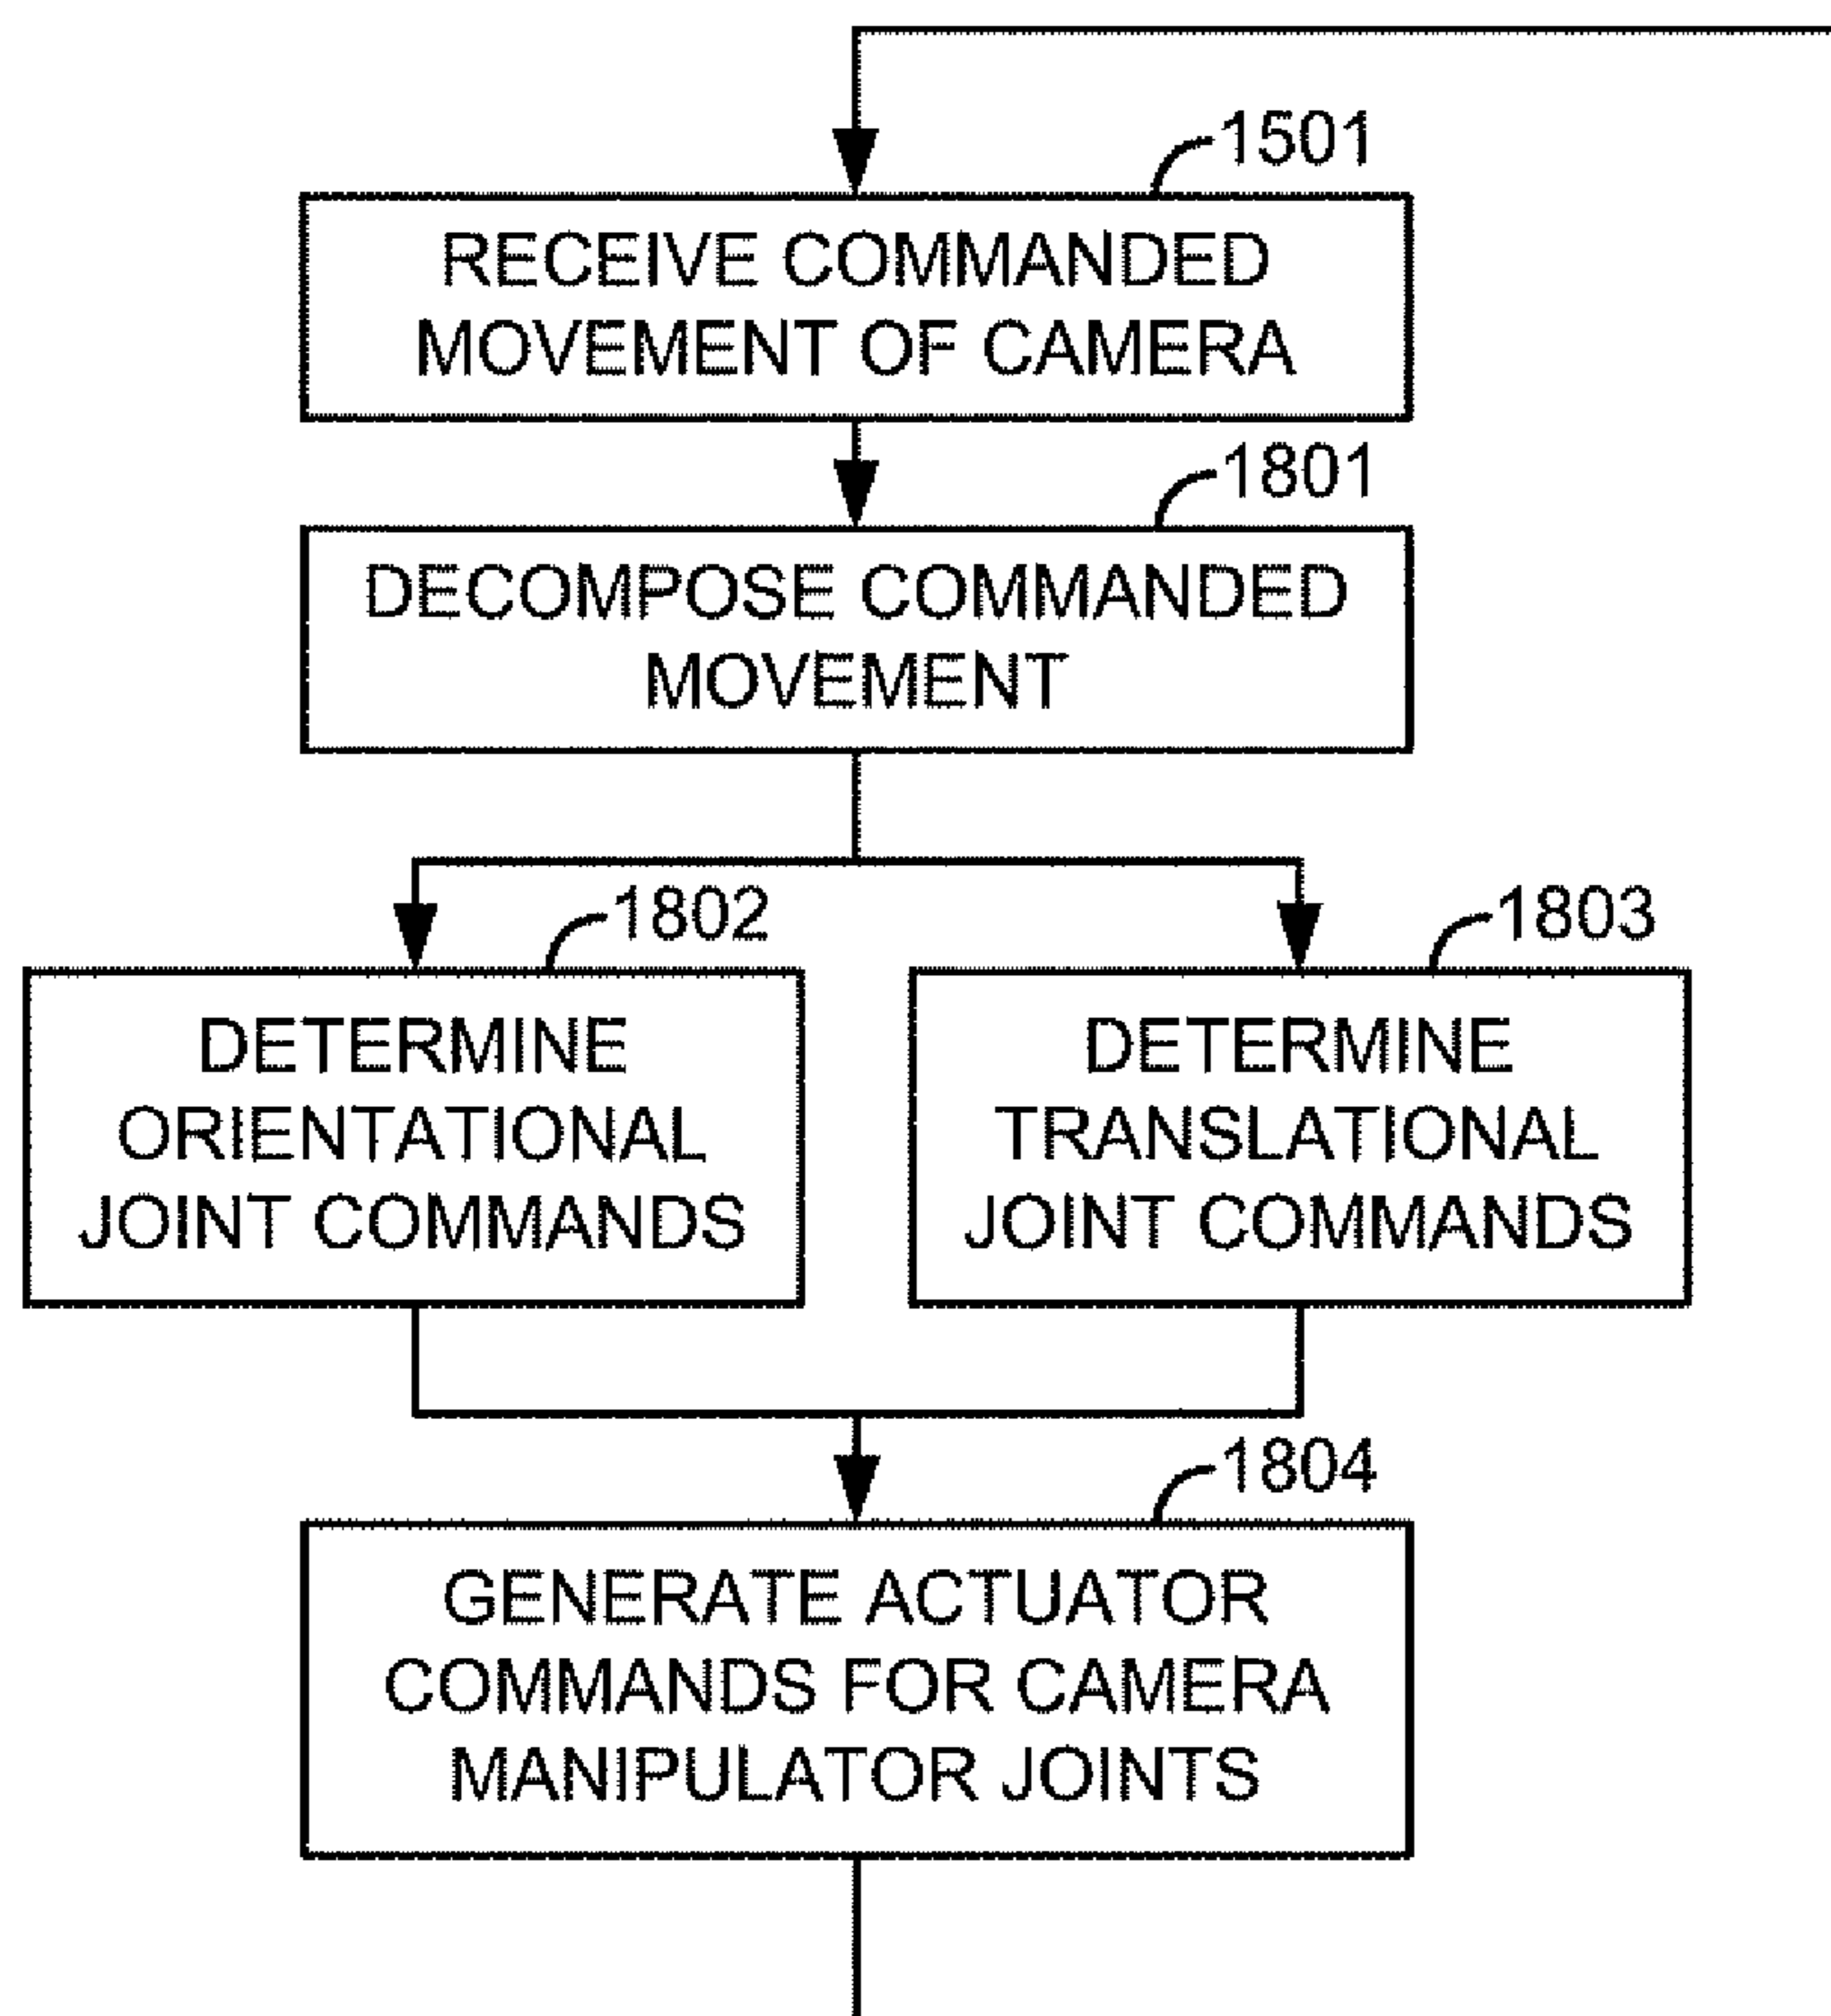 1501
RECEIVE COMMANDED
MOVEMENT OF CAMERA
1801
DECOMPOSE COMMANDED
MOVEMENT
1802
DETERMINE
ORIENTATIONAL
JOINT COMMANDS
1803
DETERMINE
TRANSLATIONAL
JOINT COMMANDS
1804
GENERATE ACTUATOR
COMMANDS FOR CAMERA
MANIPULATOR JOINTS